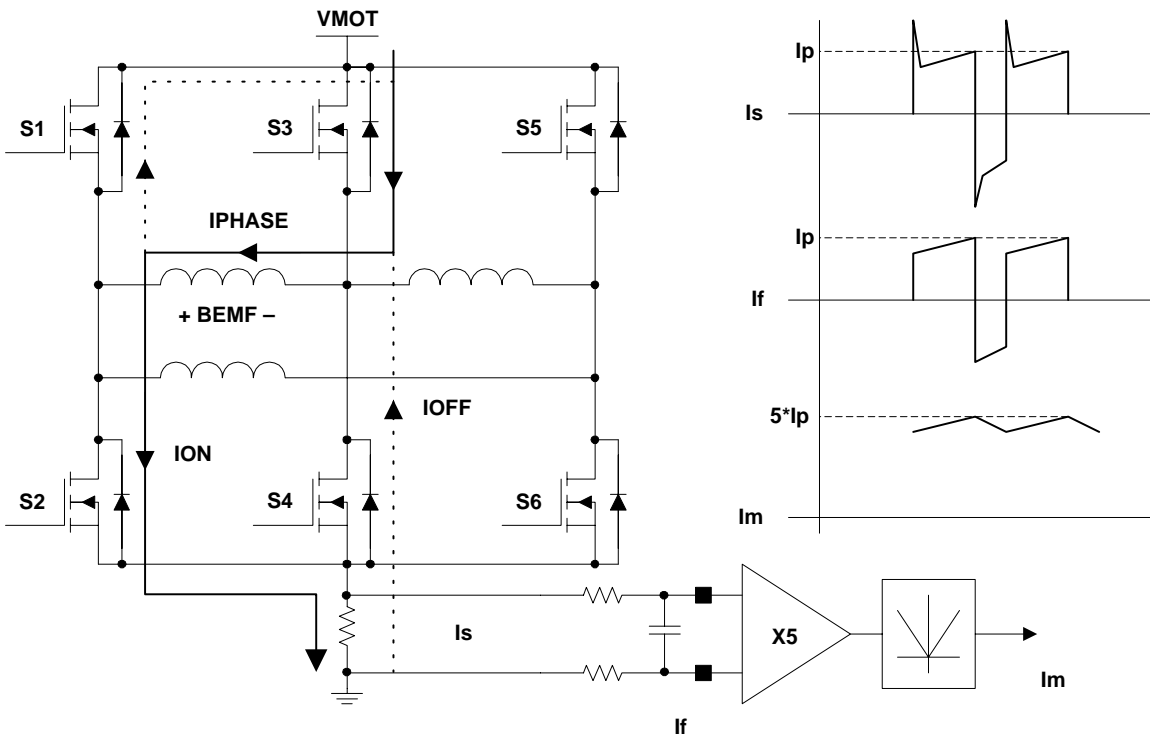 VMOT
S1
S3
S5
IPHASE
+ BEMF –
IOFF
ION
S2
S4
S6
Is
X5
If
Im
Ip
Is
Ip
If
5*Ip
Im